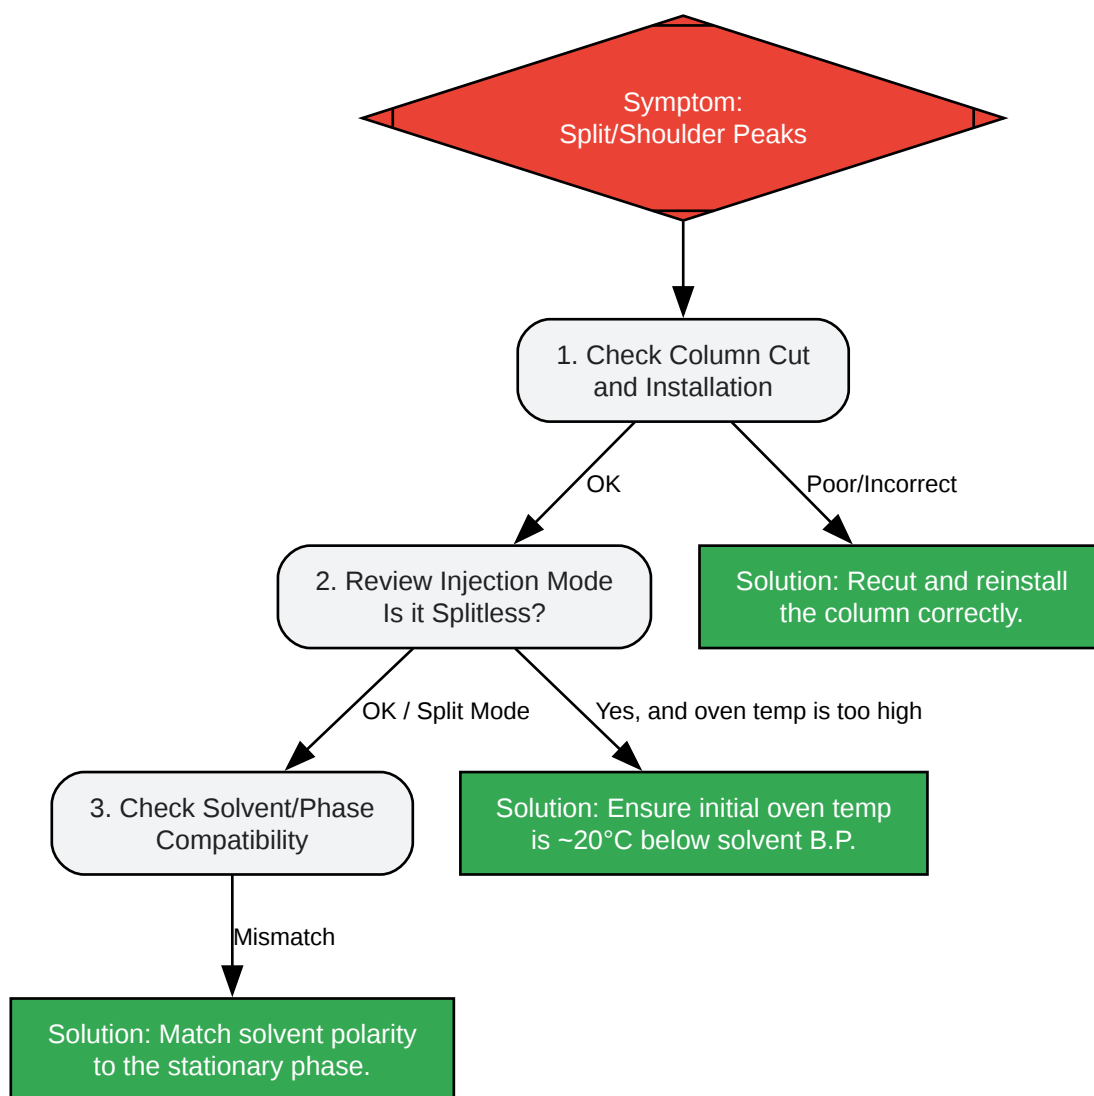 Symptom:
Split/Shoulder Peaks
1. Check Column Cut
and Installation
OK
Poor/Incorrect
2. Review Injection Mode
Is it Splitless?
Solution: Recut and reinstall
the column correctly.
OK / Split Mode
Yes, and oven temp is too high
3. Check Solvent/Phase
Compatibility
Solution: Ensure initial oven temp
is ~20°C below solvent B.P.
Mismatch
Solution: Match solvent polarity
to the stationary phase.